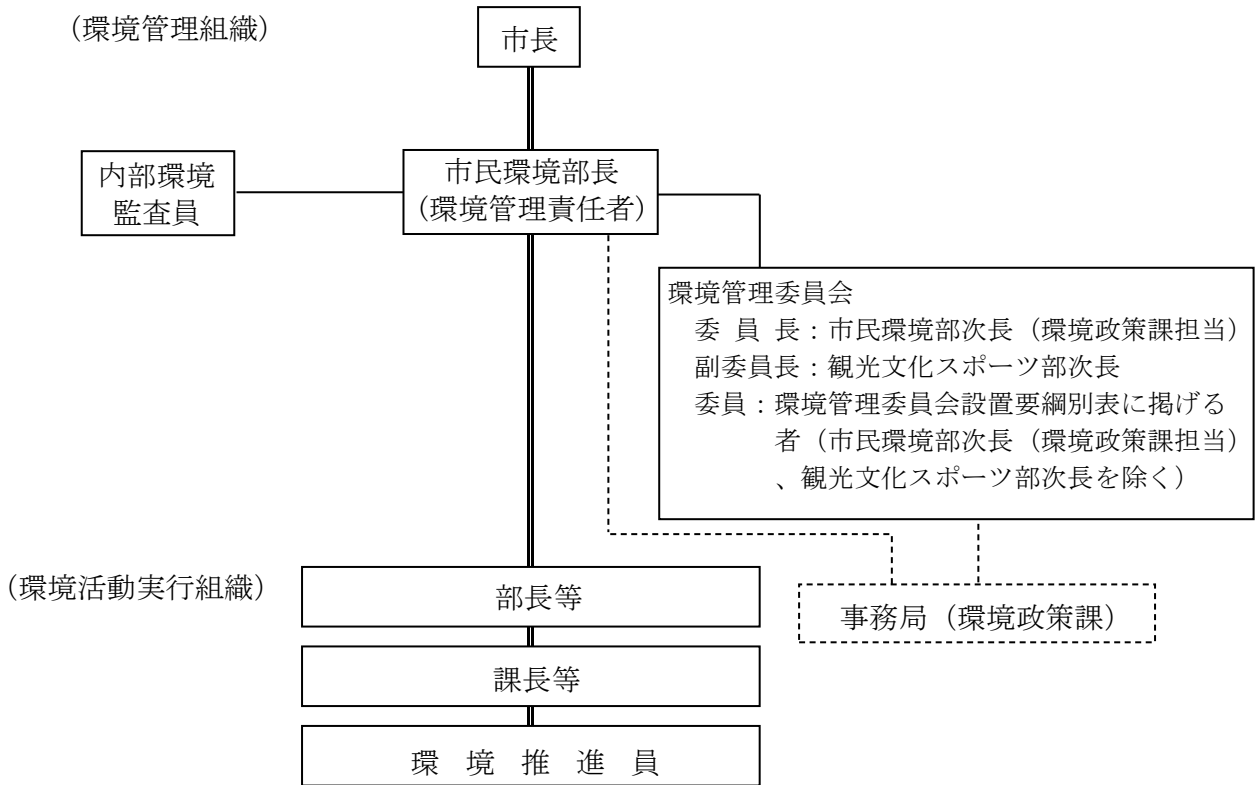 （環境管理組織）
市長
内部環境
監査員
市民環境部長
（環境管理責任者）
環境管理委員会
委 員 長：市民環境部次長（環境政策課担当）
副委員長：観光文化スポーツ部次長
委員：環境管理委員会設置要綱別表に掲げる
者（市民環境部次長（環境政策課担当）
、観光文化スポーツ部次長を除く）
（環境活動実行組織）
部長等
事務局（環境政策課）
課長等
環 境 推 進 員